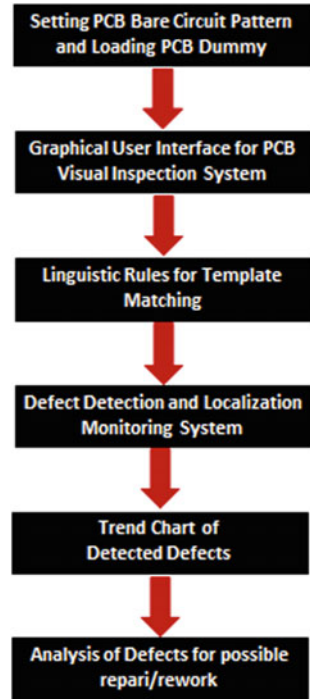 Setting PCB Bare Circuit Pattern
and Loading PCB Dummy
Graphical User Interface for PCB
Visual Inspection System
Linguistic Rules for Template
Matching
Defect Detection and Localization
Monitoring System
Trend Chart of
Detected Defects
Analysis of Defects for possible
repari/rework